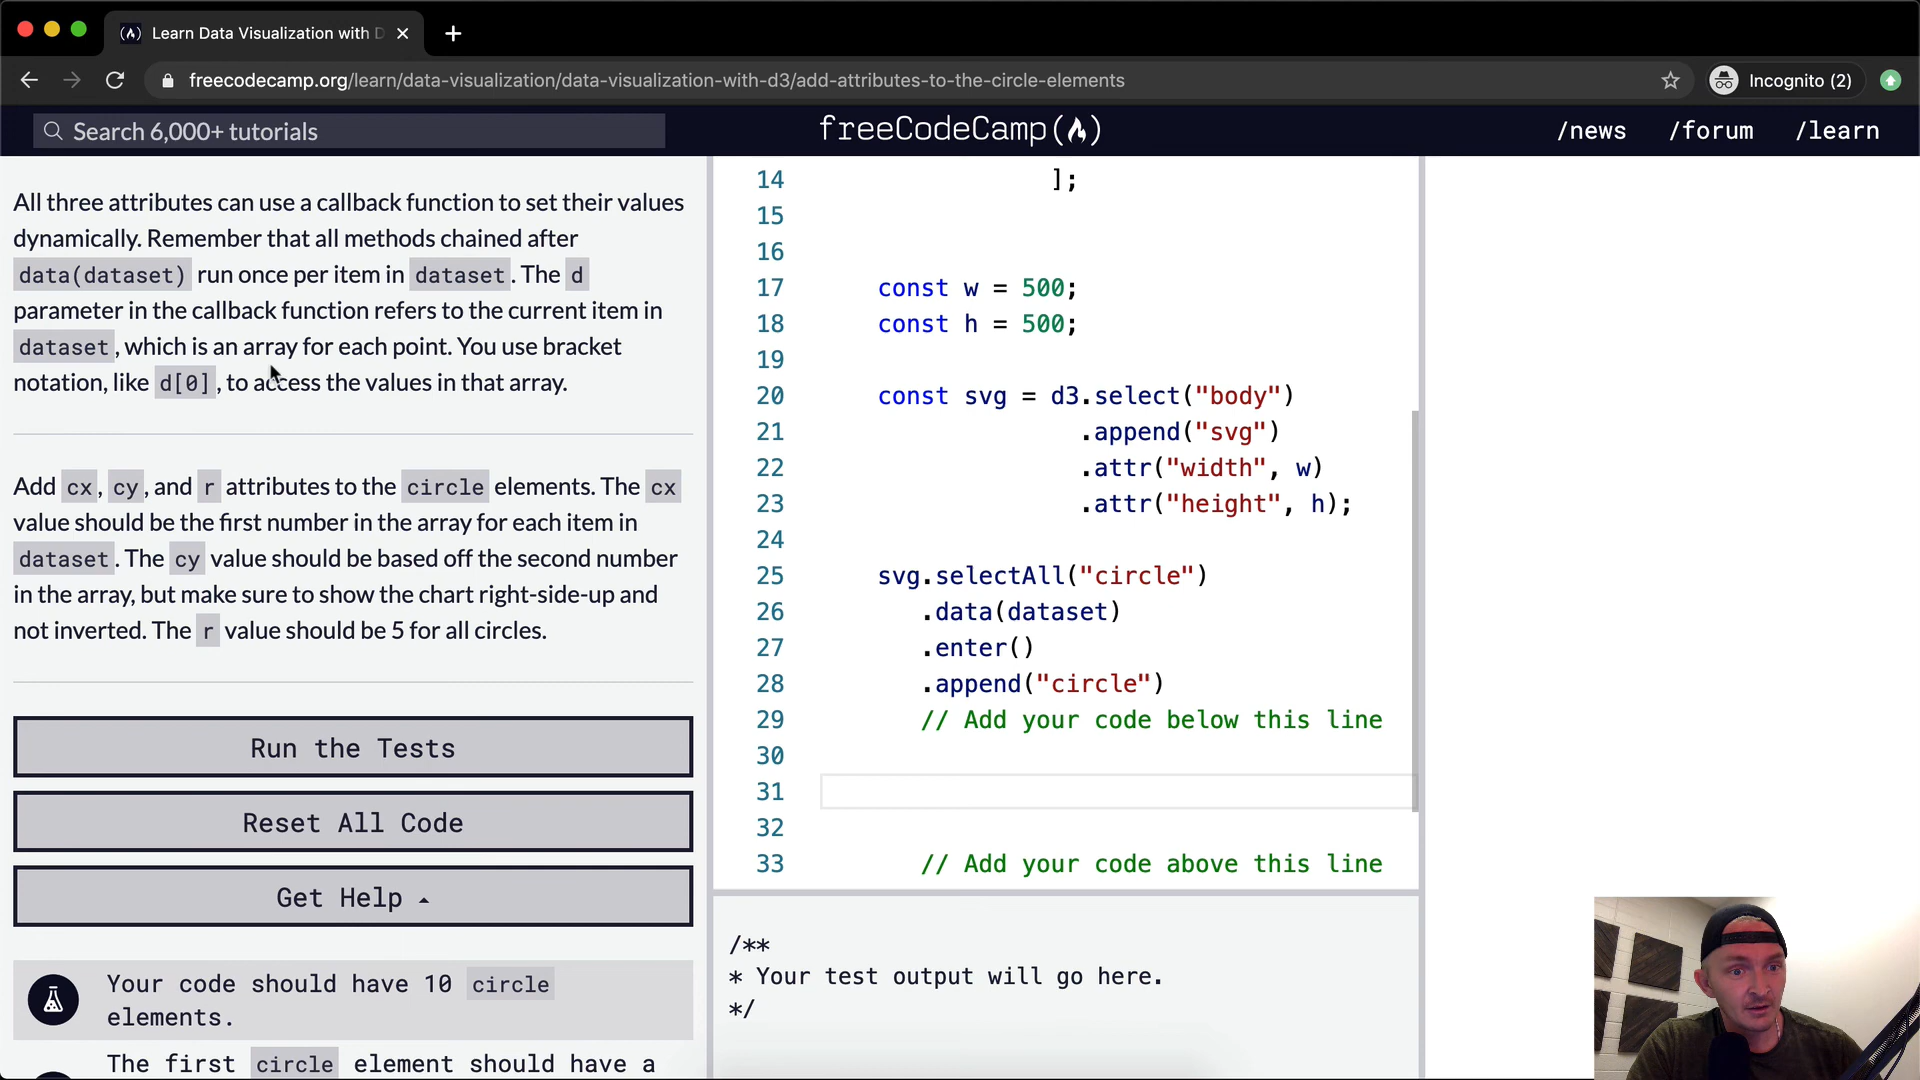 Learn Data Visualization with D
freecodecamp.org/learn/data-visualization/data-visualization-with-d3/add-attributes-to-the-circle-elements
Incognito (2)
Search 6,000+ tutorials
freeCodeCamp(🔥)
/news /forum /learn
All three attributes can use a callback function to set their values
dynamically. Remember that all methods chained after
data(dataset) run once per item in dataset. The d
parameter in the callback function refers to the current item in
dataset, which is an array for each point. You use bracket
notation, like d[0], to access the values in that array.
Add cx, cy, and r attributes to the circle elements. The cx
value should be the first number in the array for each item in
dataset. The cy value should be based off the second number
in the array, but make sure to show the chart right-side-up and
not inverted. The r value should be 5 for all circles.
Run the Tests
Reset All Code
Get Help
Your code should have 10 circle
elements.
The first circle element should have a
14 ];
15
16
17 const w = 500;
18 const h = 500;
19
20 const svg = d3.select("body")
21 .append("svg")
22 .attr("width", w)
23 .attr("height", h);
24
25 svg.selectAll("circle")
26 .data(dataset)
27 .enter()
28 .append("circle")
29 // Add your code below this line
30
31
32
33 // Add your code above this line
/**
* Your test output will go here.
*/